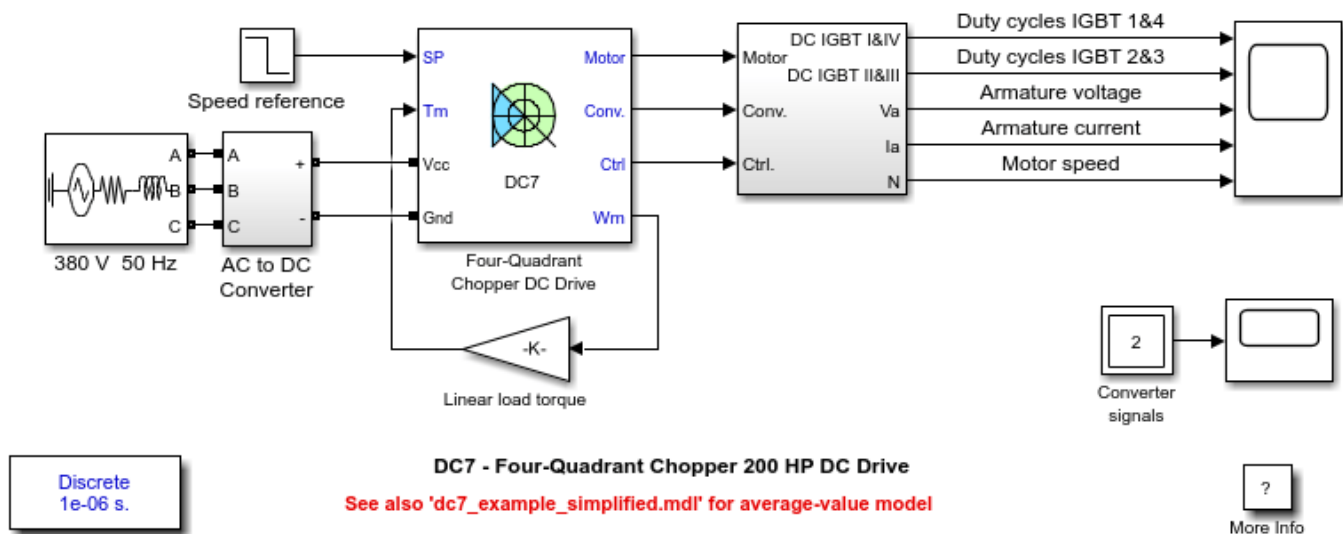 Duty cycles IGBT 1&4
Duty cycles IGBT 2&3
Armature voltage
Armature current
Motor speed
Speed reference
SP
Tm
Vcc
Gnd
DC7
Motor
Conv.
Ctrl
Wm
Four-Quadrant
Chopper DC Drive
Motor
Conv.
Ctrl.
DC IGBT I&IV
DC IGBT II&III
Va
Ia
N
A
B
C
380 V 50 Hz
A
B
C
+
-
AC to DC
Converter
-K-
Linear load torque
2
Converter
signals
Discrete
1e-06 s.
DC7 - Four-Quadrant Chopper 200 HP DC Drive
See also 'dc7_example_simplified.mdl' for average-value model
?
More Info